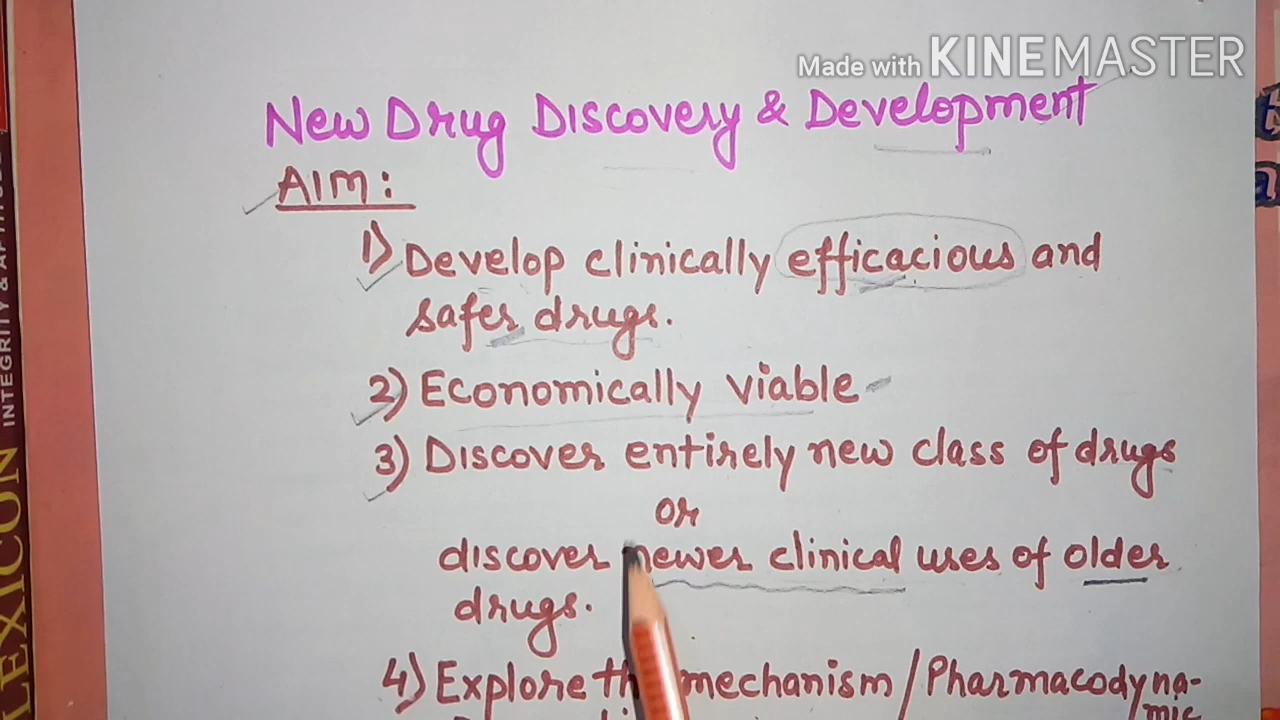 Made with KINEMASTER
New Drug Discovery & Development
AIM:
1) Develop clinically efficacious and
safer drugs.
2) Economically viable
3) Discover entirely new class of drugs
or
discover newer clinical uses of older
drugs.
4) Explore mechanism / Pharmacodyna-
mic
LEXICON INTEGRITY &